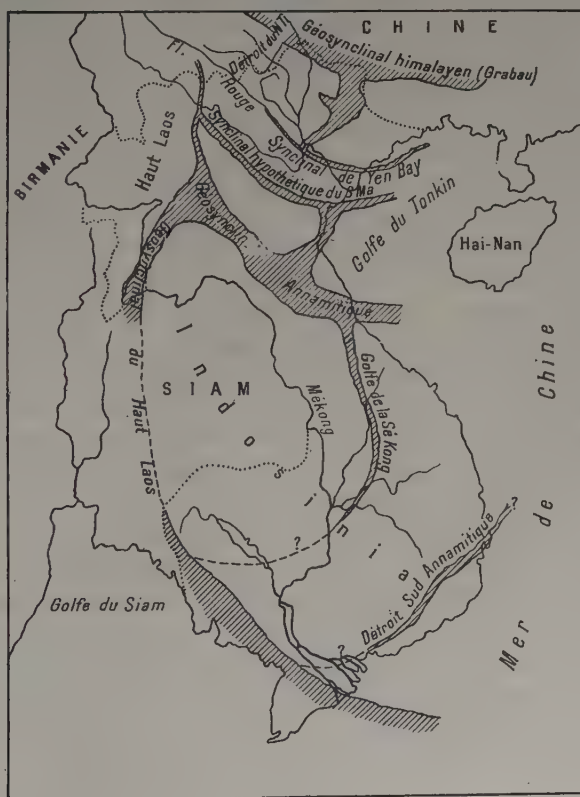 CHINE
Géosynclinal himalayen (Grabau)
Détroit du NTi
Fl. Rouge
Haut Laos
BIRMANIE
Synclinal de Yen Bay
Synclinal hypothétique du S Ma
Golfe du Tonkin
Hai-Nan
Géosynclin.
Annamitique
Géosynclinal du Haut Laos
SIAM
Indosinia
Mékong
Golfe de la Sé Kong
?
?
Détroit Sud Annamitique
?
Golfe du Siam
Mer de Chine